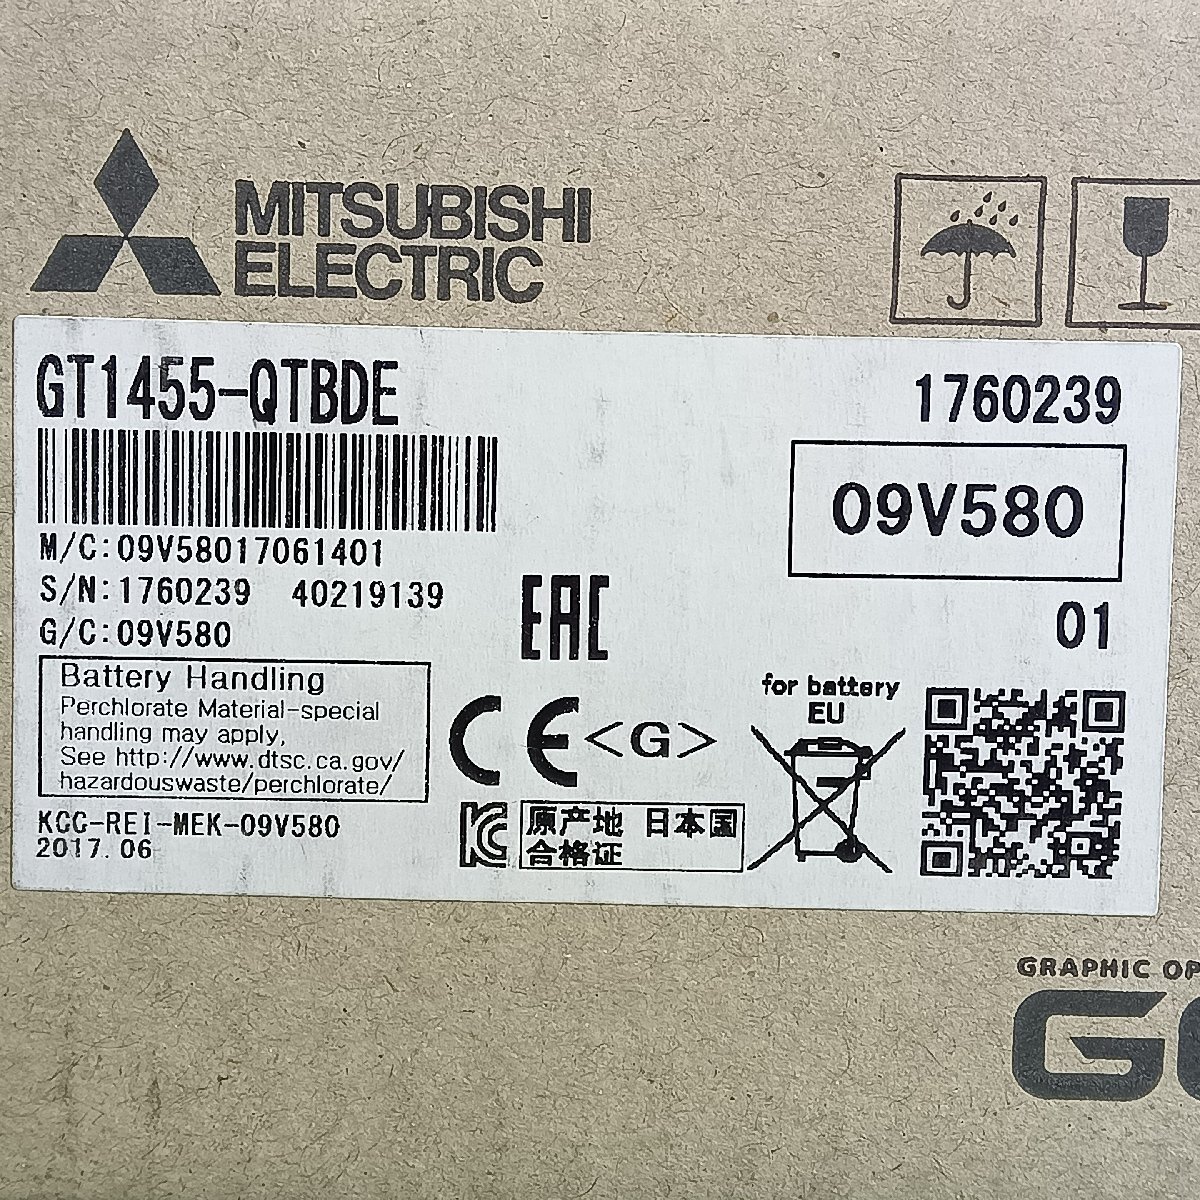 MITSUBISHI
ELECTRIC
GT1455-QTBDE
1760239
09V580
M/C:09V58017061401
S/N:1760239 40219139
G/C:09V580
EAC
01
Battery Handling
Perchlorate Material-special
handling may apply,
See http://www.dtsc.ca.gov/
hazardouswaste/perchlorate/
CE <G>
for battery
EU
KCC-REI-MEK-09V580
2017.06
KC
原产地 日本国
合格证
GRAPHIC OP
G